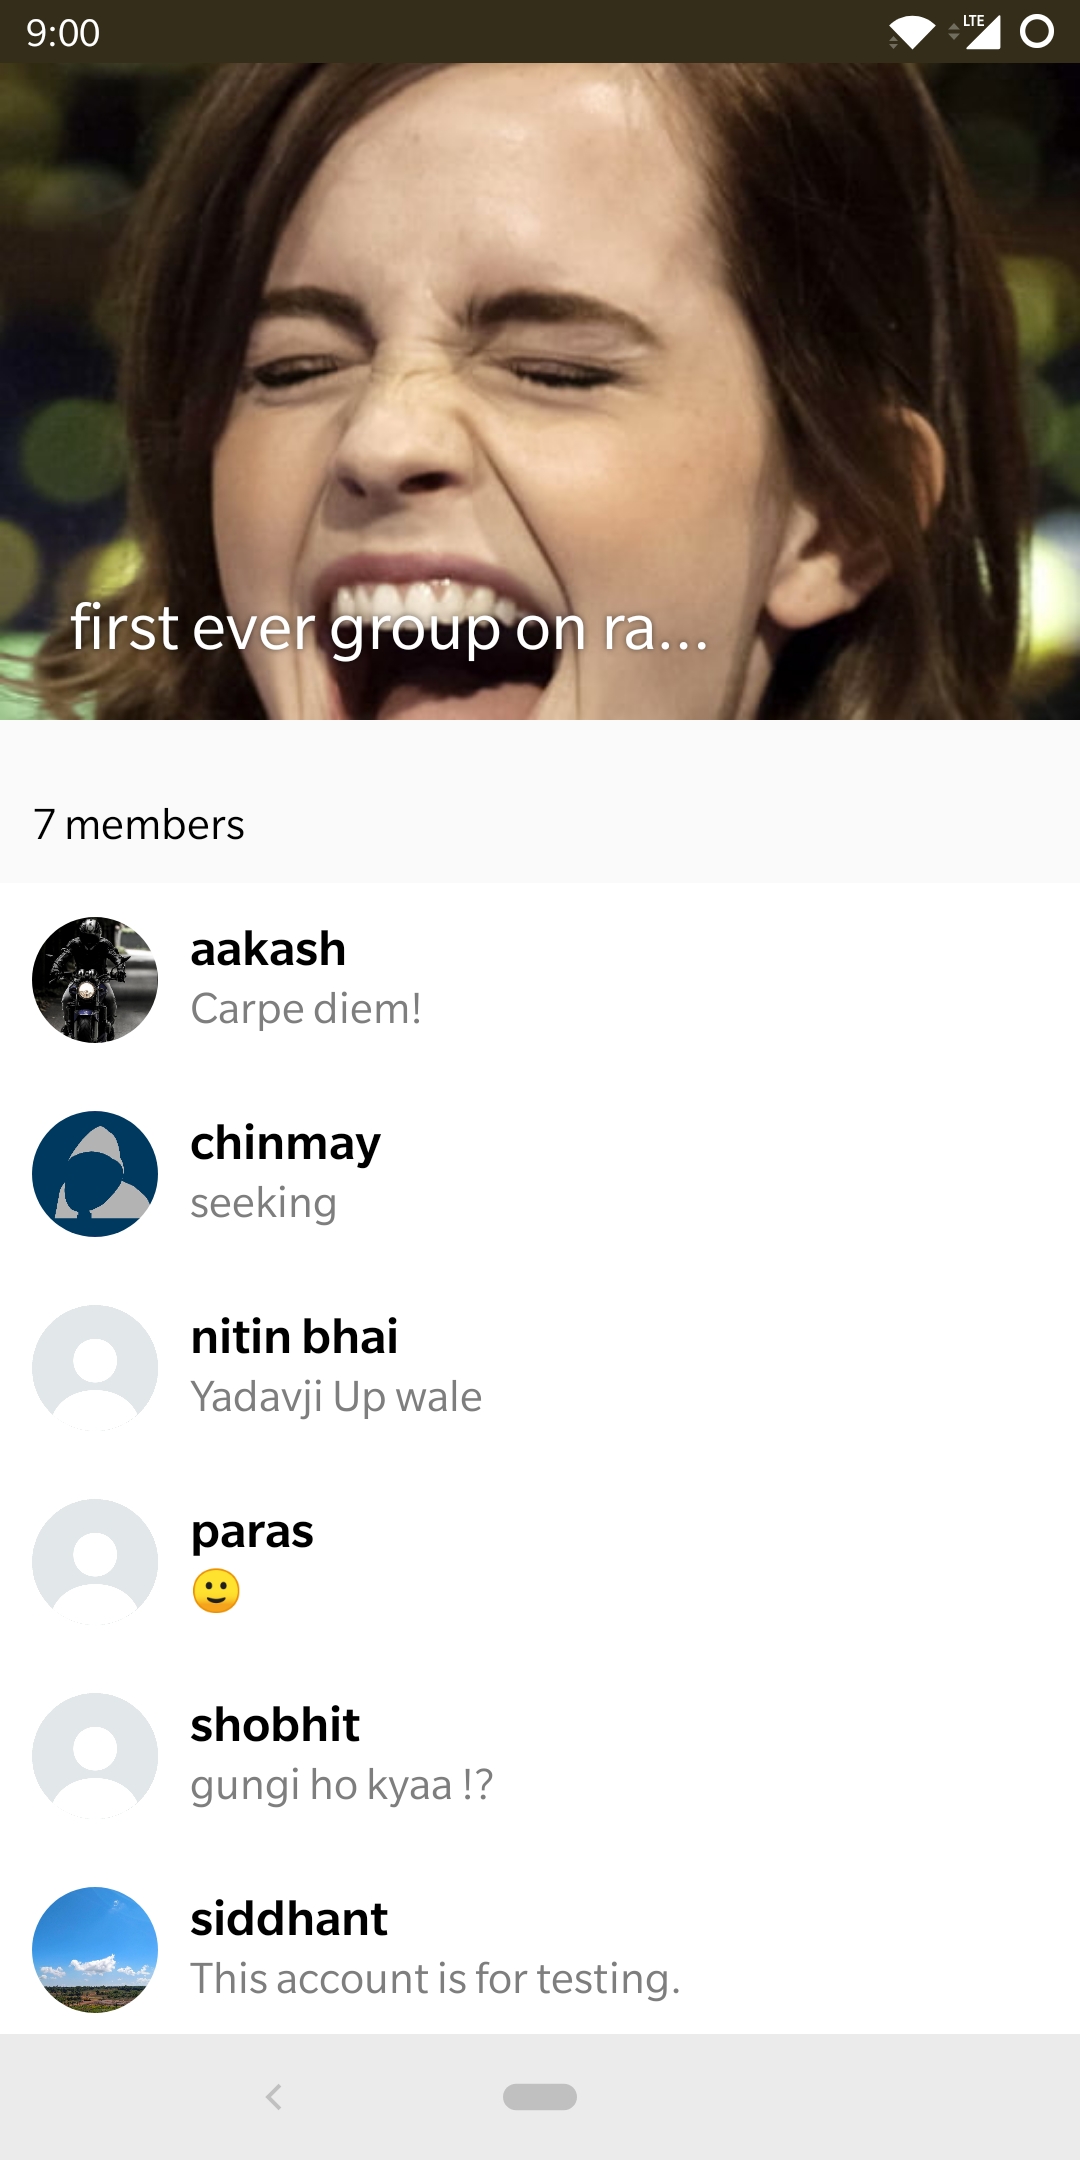 9:00
LTE
first ever group on ra...
7 members
aakash
Carpe diem!
chinmay
seeking
nitin bhai
Yadavji Up wale
paras
🙂
shobhit
gungi ho kyaa !?
siddhant
This account is for testing.